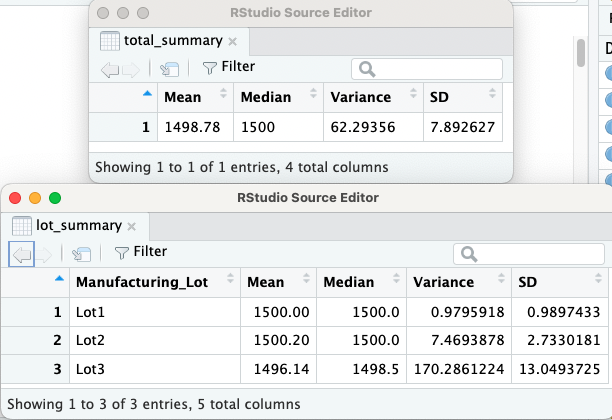 RStudio Source Editor
total_summary
Filter
Mean Median Variance SD
1 1498.78 1500 62.29356 7.892627
Showing 1 to 1 of 1 entries, 4 total columns
RStudio Source Editor
lot_summary
Filter
Manufacturing_Lot Mean Median Variance SD
1 Lot1 1500.00 1500.0 0.9795918 0.9897433
2 Lot2 1500.20 1500.0 7.4693878 2.7330181
3 Lot3 1496.14 1498.5 170.2861224 13.0493725
Showing 1 to 3 of 3 entries, 5 total columns